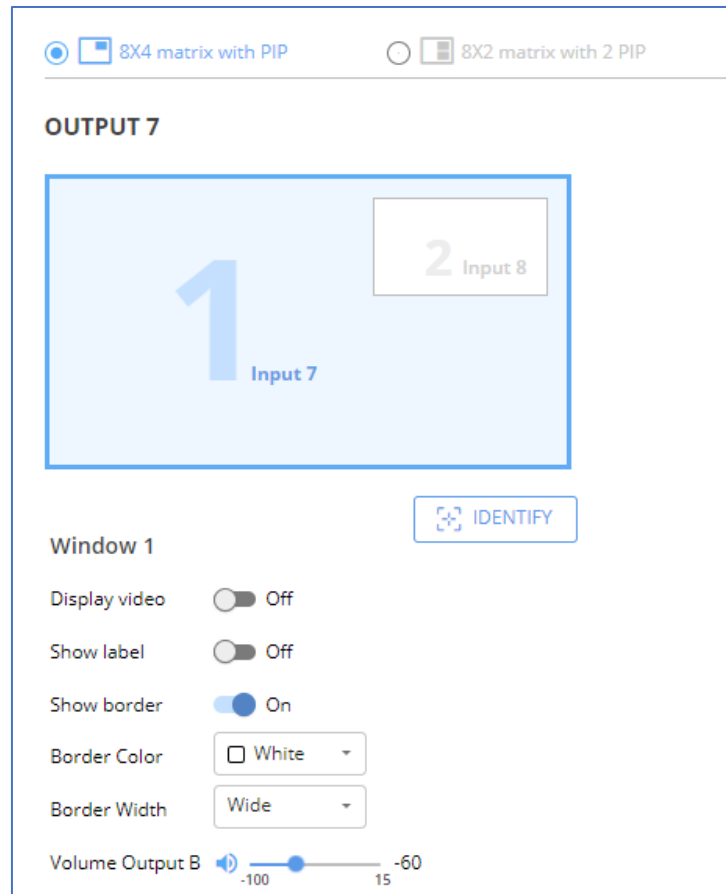 8X4 matrix with PIP 8X2 matrix with 2 PIP
OUTPUT 7
2 Input 8
1 Input 7
IDENTIFY
Window 1
Display video Off
Show label Off
Show border On
Border Color White
Border Width Wide
Volume Output B -60
-100 15